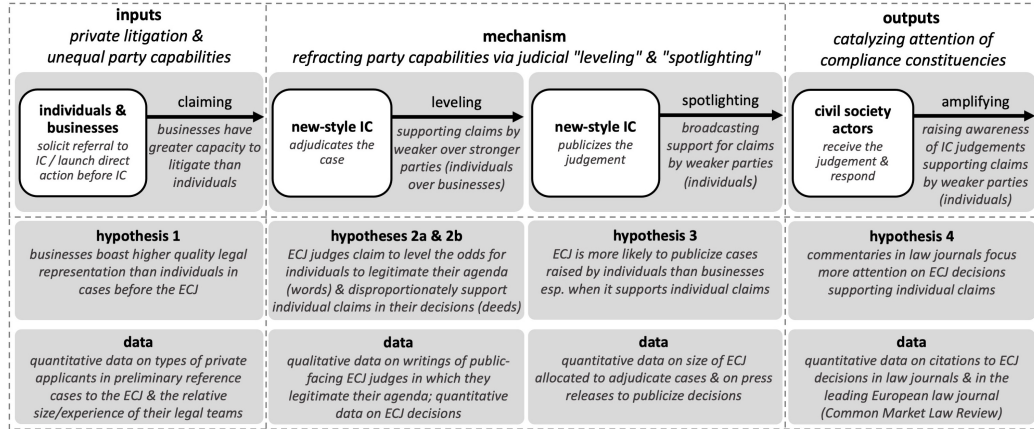 inputs
private litigation &
unequal party capabilities
mechanism
refracting party capabilities via judicial "leveling" & "spotlighting"
outputs
catalyzing attention of
compliance constituencies
individuals &
businesses
solicit referral to
IC / launch direct
action before IC
claiming
businesses have
greater capacity to
litigate than
individuals
new-style IC
adjudicates the
case
leveling
supporting claims by
weaker over stronger
parties (individuals
over businesses)
new-style IC
publicizes the
judgement
spotlighting
broadcasting
support for claims
by weaker parties
(individuals)
civil society
actors
receive the
judgement &
respond
amplifying
raising awareness
of IC judgements
supporting claims
by weaker parties
(individuals)
hypothesis 1
businesses boast higher quality legal
representation than individuals in
cases before the ECJ
hypotheses 2a & 2b
ECJ judges claim to level the odds for
individuals to legitimate their agenda
(words) & disproportionately support
individual claims in their decisions (deeds)
hypothesis 3
ECJ is more likely to publicize cases
raised by individuals than businesses
esp. when it supports individual claims
hypothesis 4
commentaries in law journals focus
more attention on ECJ decisions
supporting individual claims
data
quantitative data on types of private
applicants in preliminary reference
cases to the ECJ & the relative
size/experience of their legal teams
data
qualitative data on writings of public-
facing ECJ judges in which they
legitimate their agenda; quantitative
data on ECJ decisions
data
quantitative data on size of ECJ
allocated to adjudicate cases & on press
releases to publicize decisions
data
quantitative data on citations to ECJ
decisions in law journals & in the
leading European law journal
(Common Market Law Review)